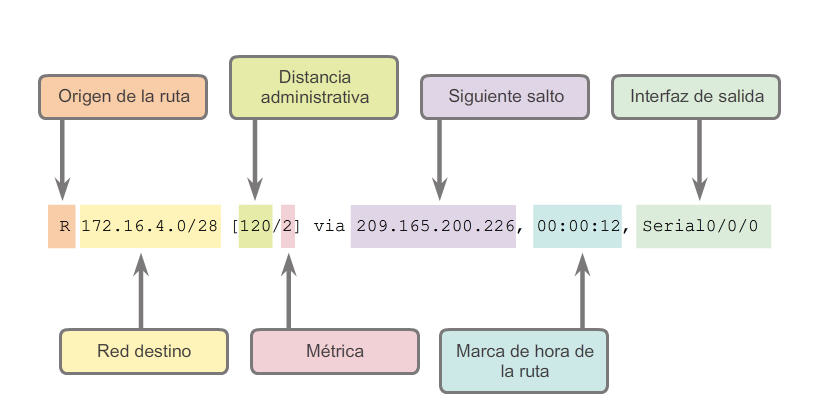 Origen de la ruta
Distancia
administrativa
Siguiente salto
Interfaz de salida
R 172.16.4.0/28 [120/2] via 209.165.200.226, 00:00:12, Serial0/0/0
Red destino
Métrica
Marca de hora de
la ruta